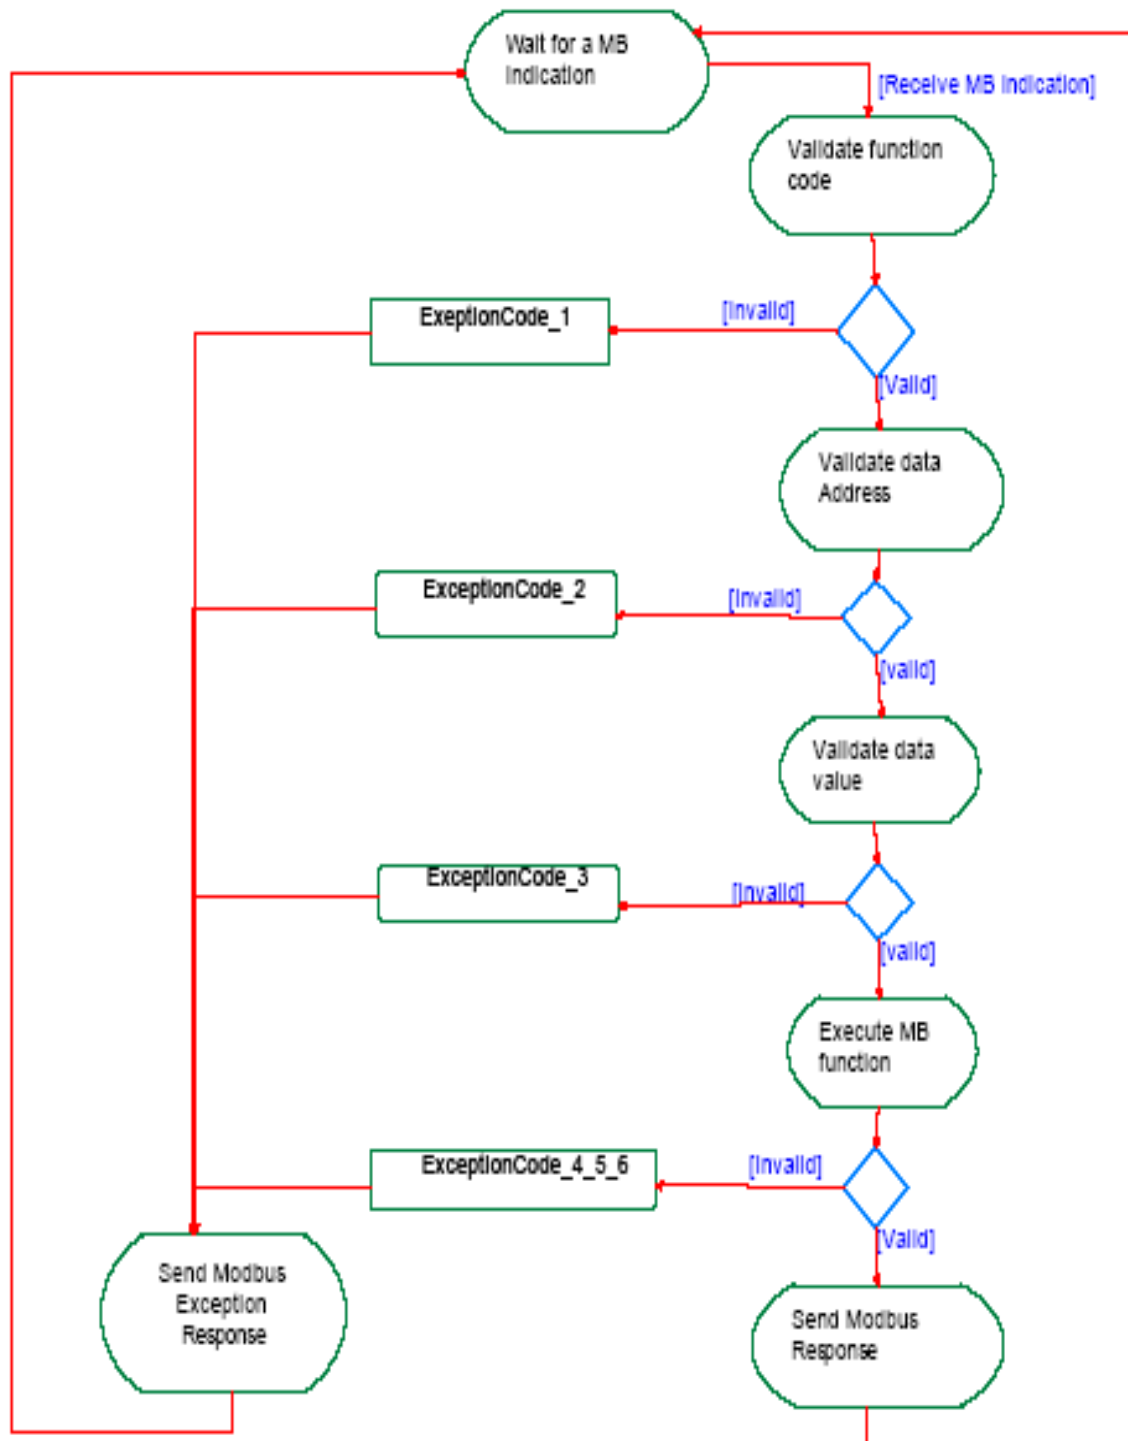 Wait for a MB
Indication
[Receive MB Indication]
Validate function
code
ExeptionCode_1
[Invalid]
[Valid]
Validate data
Address
ExceptionCode_2
[Invalid]
[valid]
Validate data
value
ExceptionCode_3
[Invalid]
[valid]
Execute MB
function
ExceptionCode_4_5_6
[Invalid]
[Valid]
Send Modbus
Exception
Response
Send Modbus
Response